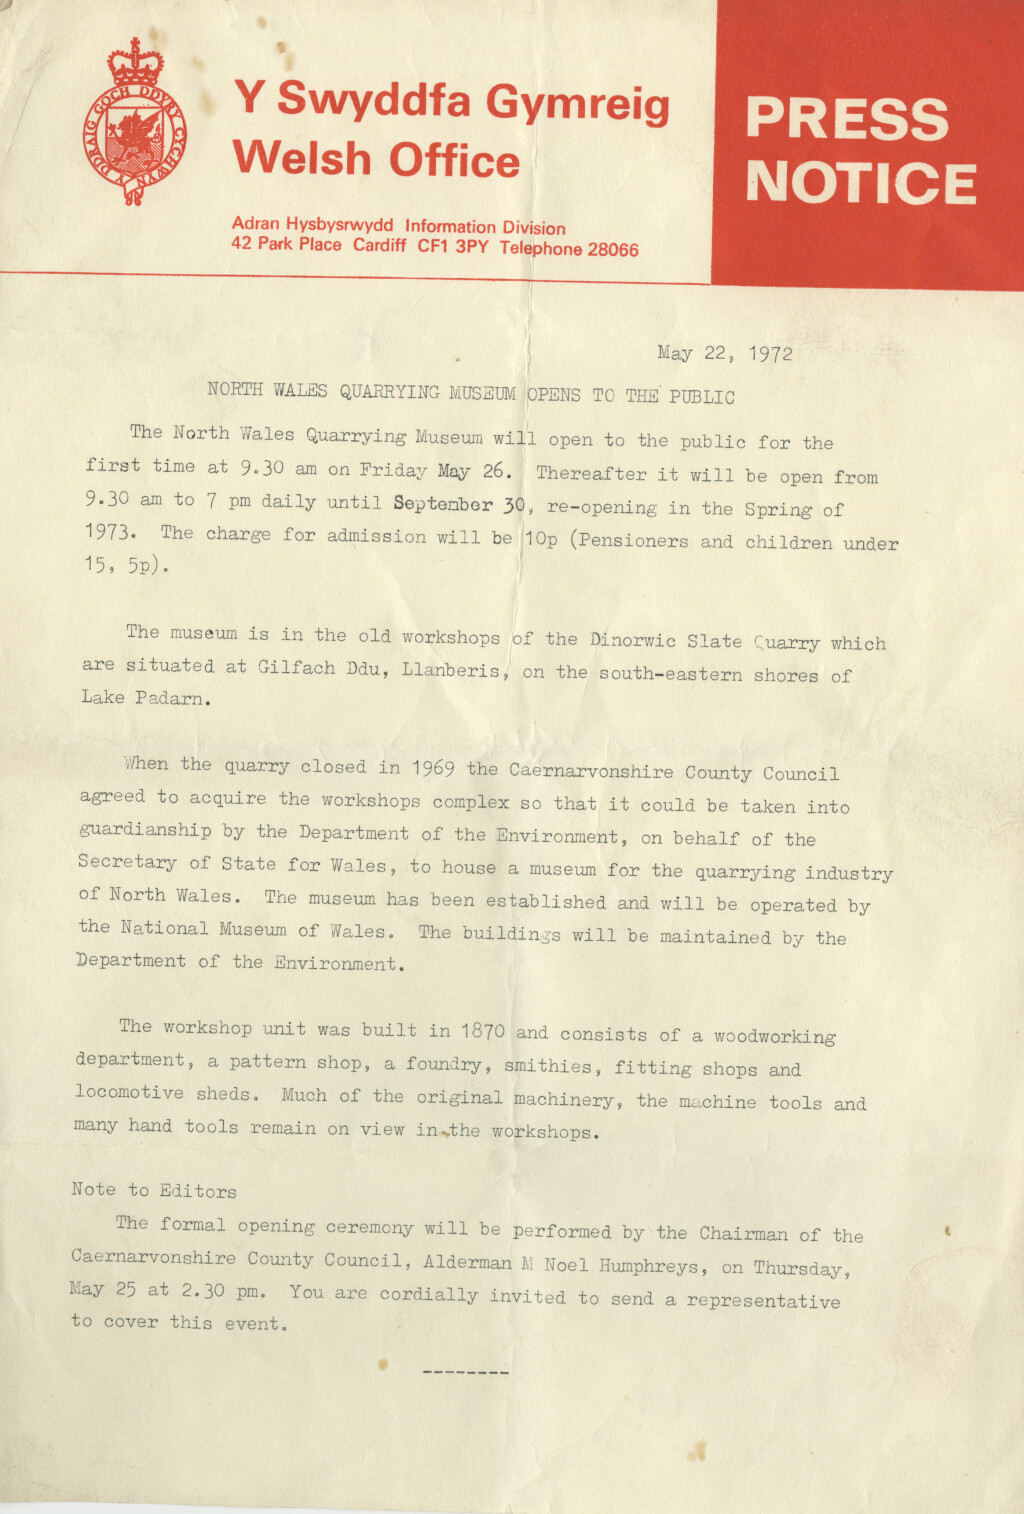 Y DDRAIG GOCH DDYRY CYCHWYN
Y Swyddfa Gymreig
Welsh Office
Adran Hysbysrwydd Information Division
42 Park Place Cardiff CF1 3PY Telephone 28066
PRESS
NOTICE
May 22, 1972
NORTH WALES QUARRYING MUSEUM OPENS TO THE PUBLIC
The North Wales Quarrying Museum will open to the public for the
first time at 9.30 am on Friday May 26. Thereafter it will be open from
9.30 am to 7 pm daily until September 30, re-opening in the Spring of
1973. The charge for admission will be 10p (Pensioners and children under
15, 5p).
The museum is in the old workshops of the Dinorwic Slate Quarry which
are situated at Gilfach Ddu, Llanberis, on the south-eastern shores of
Lake Padarn.
When the quarry closed in 1969 the Caernarvonshire County Council
agreed to acquire the workshops complex so that it could be taken into
guardianship by the Department of the Environment, on behalf of the
Secretary of State for Wales, to house a museum for the quarrying industry
of North Wales. The museum has been established and will be operated by
the National Museum of Wales. The buildings will be maintained by the
Department of the Environment.
The workshop unit was built in 1870 and consists of a woodworking
department, a pattern shop, a foundry, smithies, fitting shops and
locomotive sheds. Much of the original machinery, the machine tools and
many hand tools remain on view in the workshops.
Note to Editors
The formal opening ceremony will be performed by the Chairman of the
Caernarvonshire County Council, Alderman M Noel Humphreys, on Thursday,
May 25 at 2.30 pm. You are cordially invited to send a representative
to cover this event.
--------